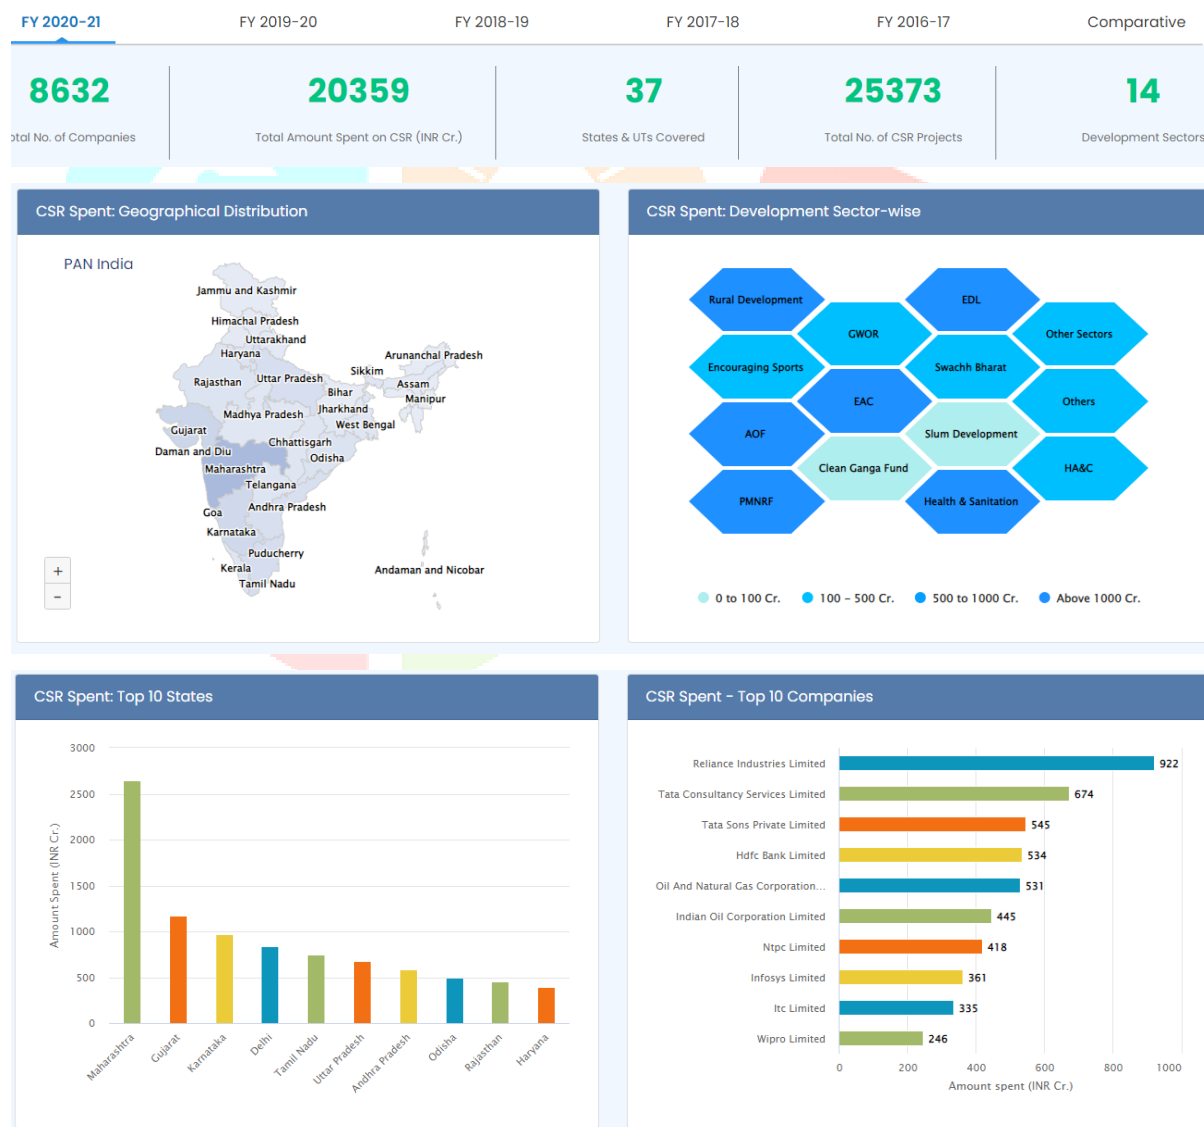 FY 2020-21 FY 2019-20 FY 2018-19 FY 2017-18 FY 2016-17 Comparative
8632 20359 37 25373 14
otal No. of Companies Total Amount Spent on CSR (INR Cr.) States & UTs Covered Total No. of CSR Projects Development Sectors
CSR Spent: Geographical Distribution
PAN India
Jammu and Kashmir
Himachal Pradesh
Uttarakhand
Haryana
Arunanchal Pradesh
Sikkim
Rajasthan
Uttar Pradesh
Assam
Bihar
Manipur
Madhya Pradesh
Jharkhand
West Bengal
Gujarat
Chhattisgarh
Daman and Diu
Odisha
Maharashtra
Telangana
Goa
Andhra Pradesh
Karnataka
Puducherry
Kerala
Andaman and Nicobar
Tamil Nadu
+
−
CSR Spent: Development Sector-wise
Rural Development
EDL
GWOR
Other Sectors
Encouraging Sports
Swachh Bharat
EAC
Others
AOF
Slum Development
Clean Ganga Fund
HA&C
PMNRF
Health & Sanitation
0 to 100 Cr. 100 – 500 Cr. 500 to 1000 Cr. Above 1000 Cr.
CSR Spent: Top 10 States
Amount Spent (INR Cr.)
3000
2500
2000
1500
1000
500
0
Maharashtra
Gujarat
Karnataka
Delhi
Tamil Nadu
Uttar Pradesh
Andhra Pradesh
Odisha
Rajasthan
Haryana
CSR Spent - Top 10 Companies
Reliance Industries Limited 922
Tata Consultancy Services Limited 674
Tata Sons Private Limited 545
Hdfc Bank Limited 534
Oil And Natural Gas Corporation... 531
Indian Oil Corporation Limited 445
Ntpc Limited 418
Infosys Limited 361
Itc Limited 335
Wipro Limited 246
0 200 400 600 800 1000
Amount spent (INR Cr.)